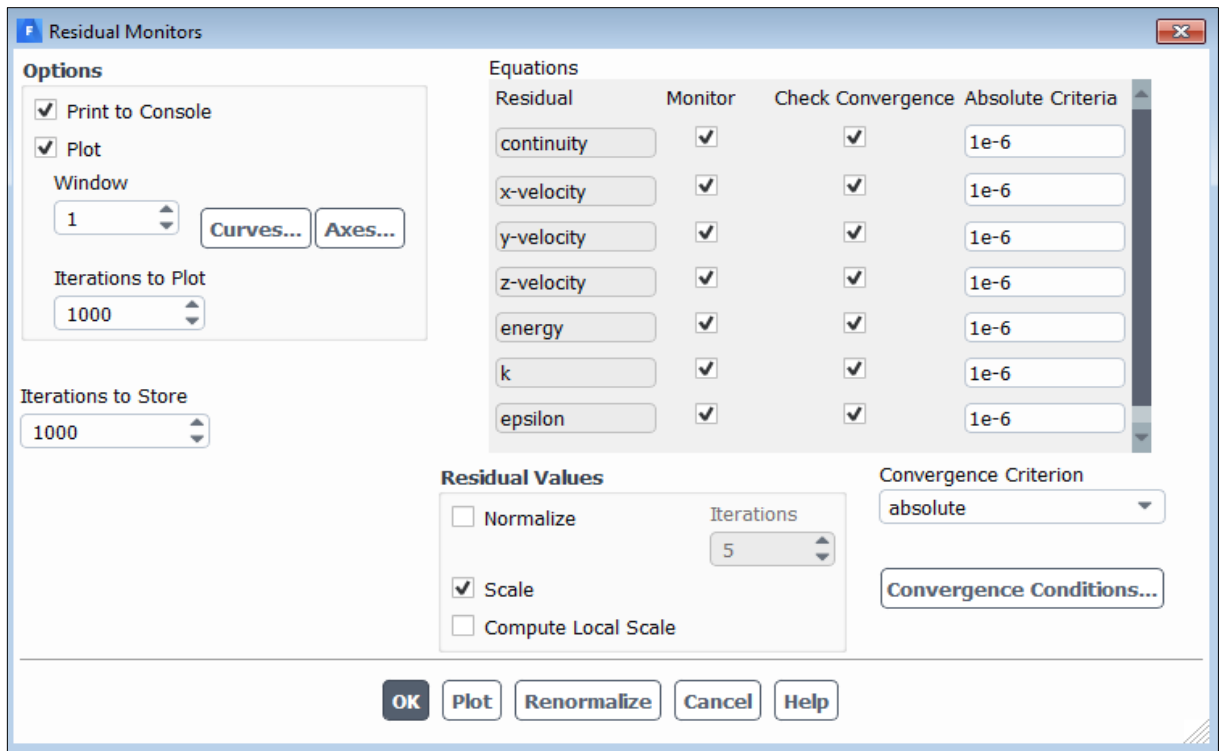 F Residual Monitors
Options
Print to Console
Plot
Window
1
Curves... Axes...
Iterations to Plot
1000
Iterations to Store
1000
Equations
Residual Monitor Check Convergence Absolute Criteria
continuity 1e-6
x-velocity 1e-6
y-velocity 1e-6
z-velocity 1e-6
energy 1e-6
k 1e-6
epsilon 1e-6
Residual Values
Normalize
Iterations
5
Scale
Compute Local Scale
Convergence Criterion
absolute
Convergence Conditions...
OK Plot Renormalize Cancel Help